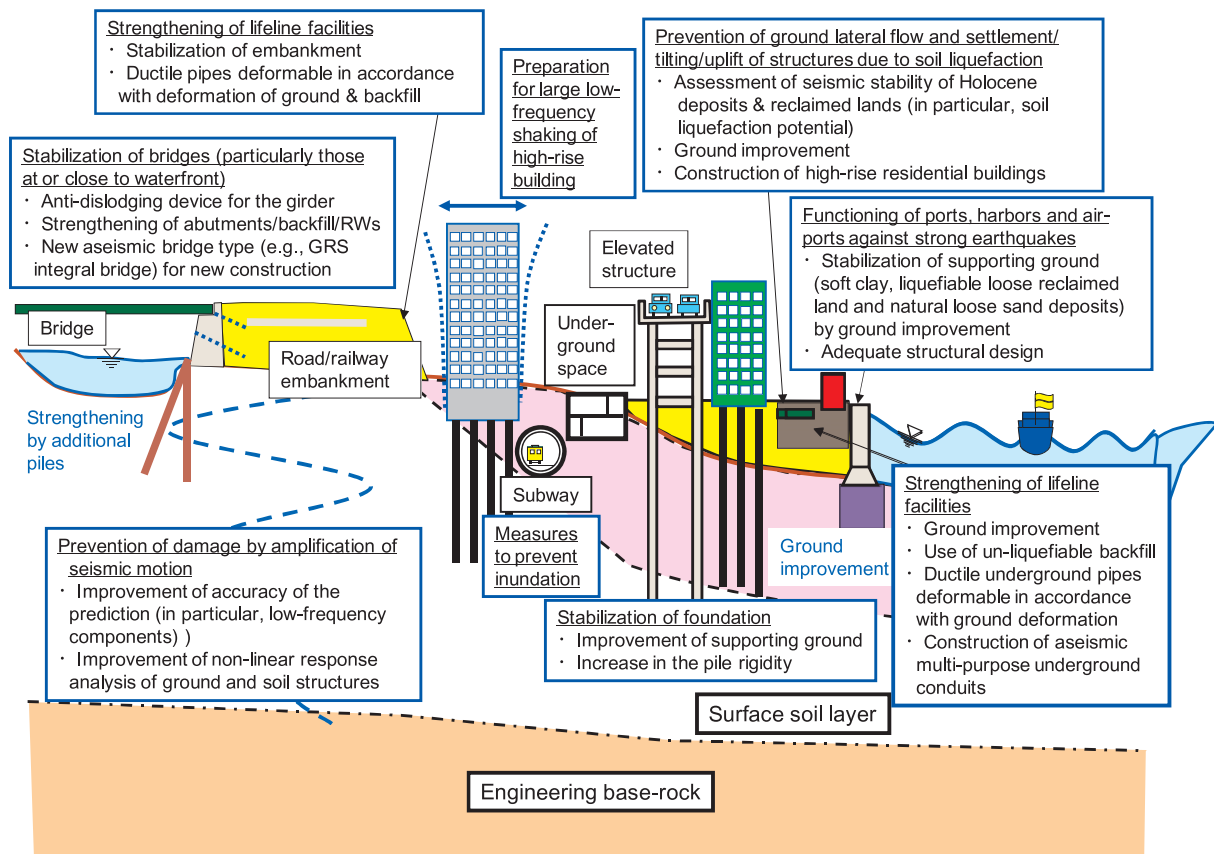 Strengthening of lifeline facilities
· Stabilization of embankment
· Ductile pipes deformable in accordance
with deformation of ground & backfill
Preparation
for large low-
frequency
shaking of
high-rise
building
Prevention of ground lateral flow and settlement/
tilting/uplift of structures due to soil liquefaction
· Assessment of seismic stability of Holocene
deposits & reclaimed lands (in particular, soil
liquefaction potential)
· Ground improvement
· Construction of high-rise residential buildings
Stabilization of bridges (particularly those
at or close to waterfront)
· Anti-dislodging device for the girder
· Strengthening of abutments/backfill/RWs
· New aseismic bridge type (e.g., GRS
integral bridge) for new construction
Functioning of ports, harbors and air-
ports against strong earthquakes
· Stabilization of supporting ground
(soft clay, liquefiable loose reclaimed
land and natural loose sand deposits)
by ground improvement
· Adequate structural design
Elevated
structure
Bridge
Road/railway
embankment
Under-
ground
space
Strengthening
by additional
piles
Subway
Measures
to prevent
inundation
Ground
improvement
Strengthening of lifeline
facilities
· Ground improvement
· Use of un-liquefiable backfill
· Ductile underground pipes
deformable in accordance
with ground deformation
· Construction of aseismic
multi-purpose underground
conduits
Prevention of damage by amplification of
seismic motion
· Improvement of accuracy of the
prediction (in particular, low-frequency
components) )
· Improvement of non-linear response
analysis of ground and soil structures
Stabilization of foundation
· Improvement of supporting ground
· Increase in the pile rigidity
Surface soil layer
Engineering base-rock